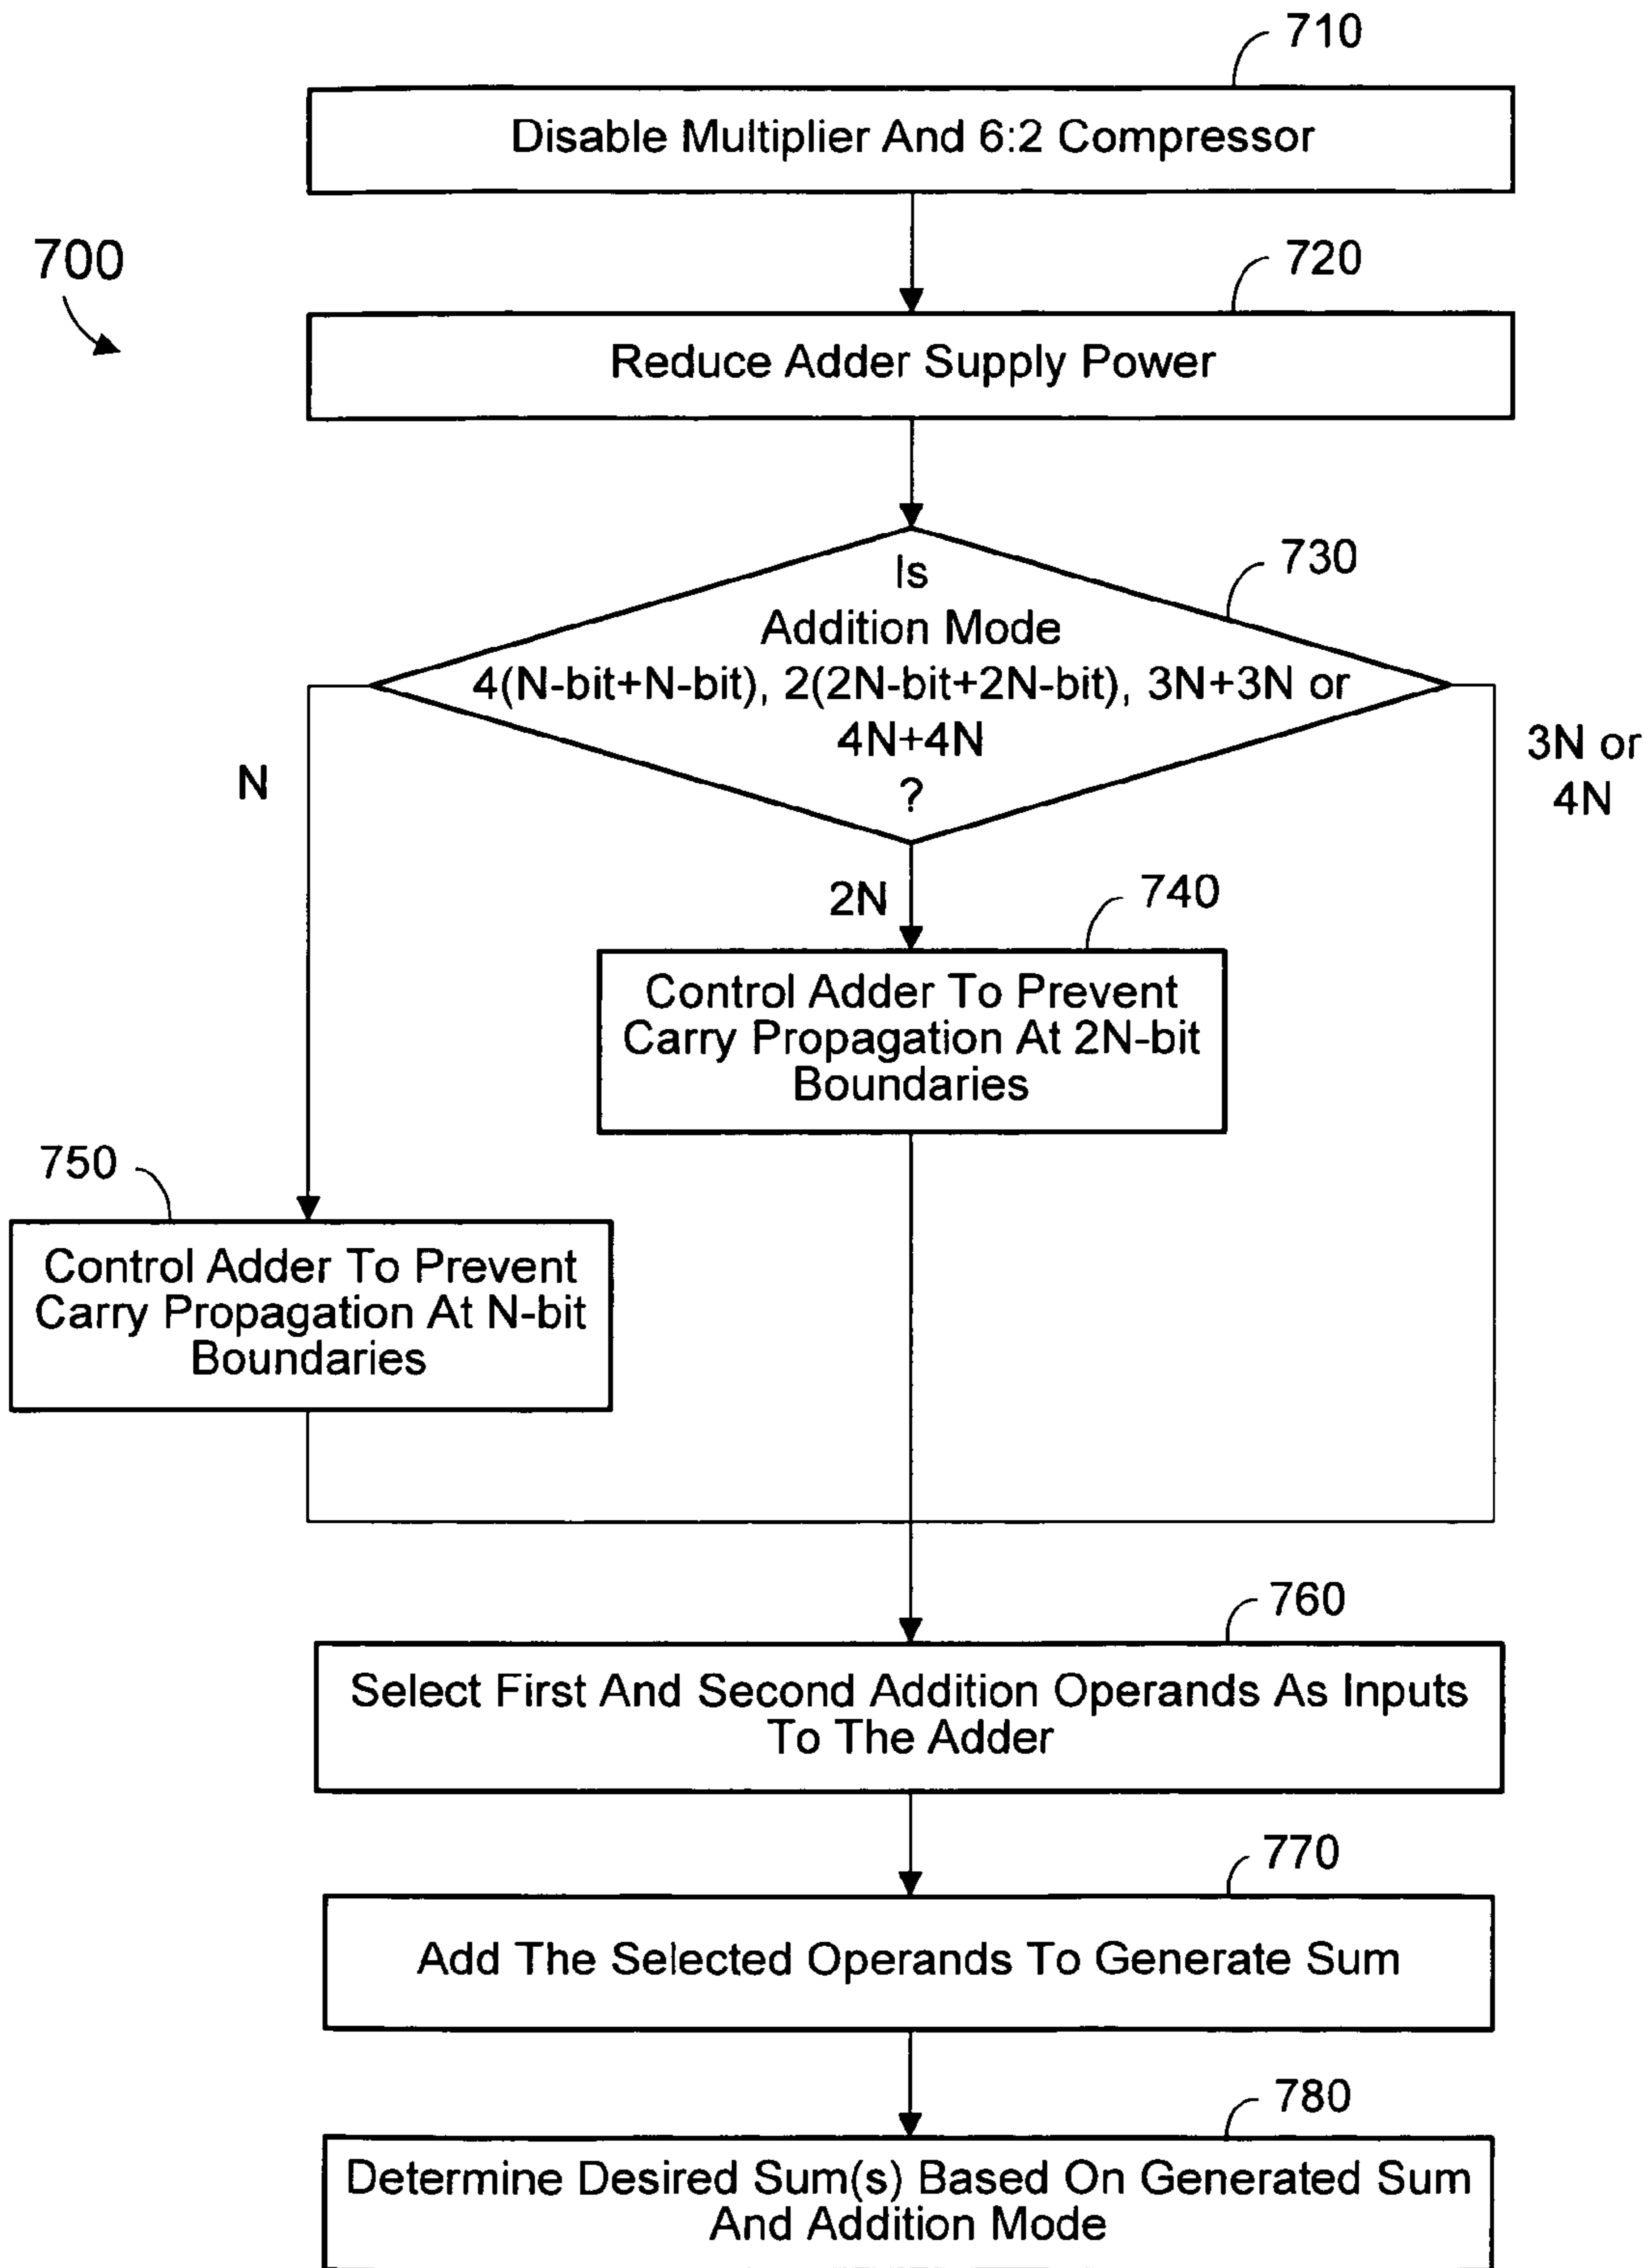 710
Disable Multiplier And 6:2 Compressor
700
720
Reduce Adder Supply Power
730
Is
Addition Mode
4(N-bit+N-bit), 2(2N-bit+2N-bit), 3N+3N or
4N+4N
?
N
3N or
4N
2N
740
Control Adder To Prevent
Carry Propagation At 2N-bit
Boundaries
750
Control Adder To Prevent
Carry Propagation At N-bit
Boundaries
760
Select First And Second Addition Operands As Inputs
To The Adder
770
Add The Selected Operands To Generate Sum
780
Determine Desired Sum(s) Based On Generated Sum
And Addition Mode